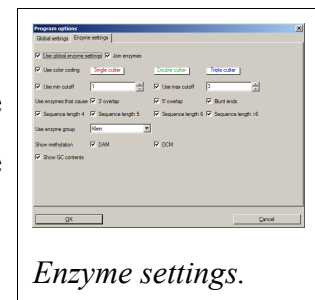 Program options
Global settings Enzyme settings
Use global enzyme settings Join enzymes
Use color coding Single cutter Double cutter Triple cutter
Use min cutoff 1 Use max cutoff 3
Use enzymes that cause 3' overlap 5' overlap Blunt ends
Sequence length 4 Sequence length 5 Sequence length 6 Sequence length >6
Use enzyme group Klein
Show methylation DAM DCM
Show GC contents
OK Cancel
Enzyme settings.